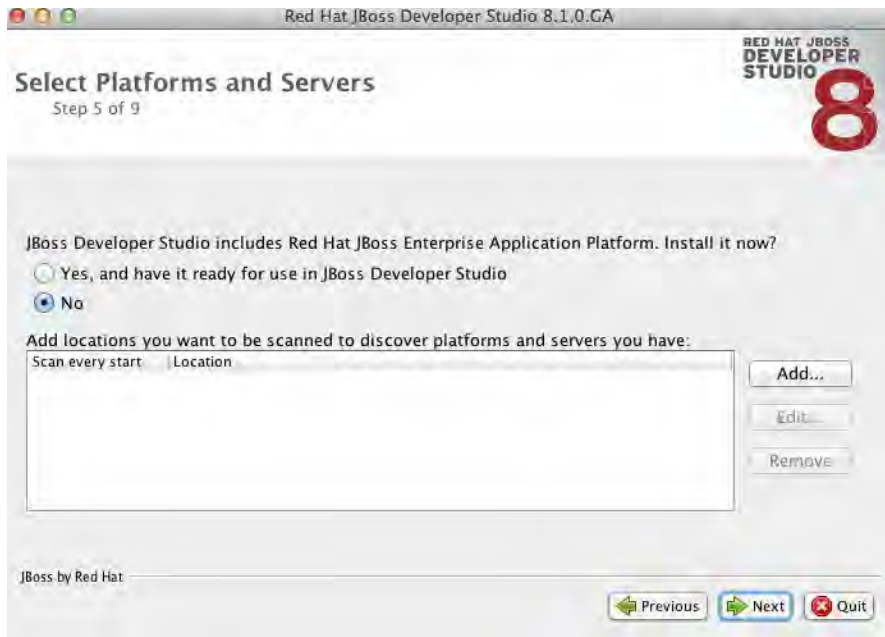 Red Hat JBoss Developer Studio 8.1.0.GA
RED HAT JBOSS
DEVELOPER
STUDIO
8
Select Platforms and Servers
Step 5 of 9
JBoss Developer Studio includes Red Hat JBoss Enterprise Application Platform. Install it now?
Yes, and have it ready for use in JBoss Developer Studio
No
Add locations you want to be scanned to discover platforms and servers you have:
Scan every start Location
Add...
Edit...
Remove
JBoss by Red Hat
Previous Next Quit